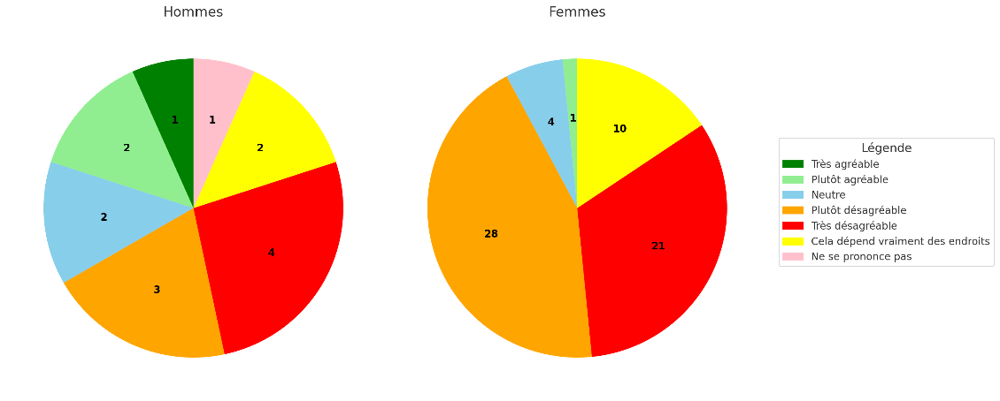 Hommes
Femmes
1
1
2
2
2
4
3
1
4
10
28
21
Légende
Très agréable
Plutôt agréable
Neutre
Plutôt désagréable
Très désagréable
Cela dépend vraiment des endroits
Ne se prononce pas